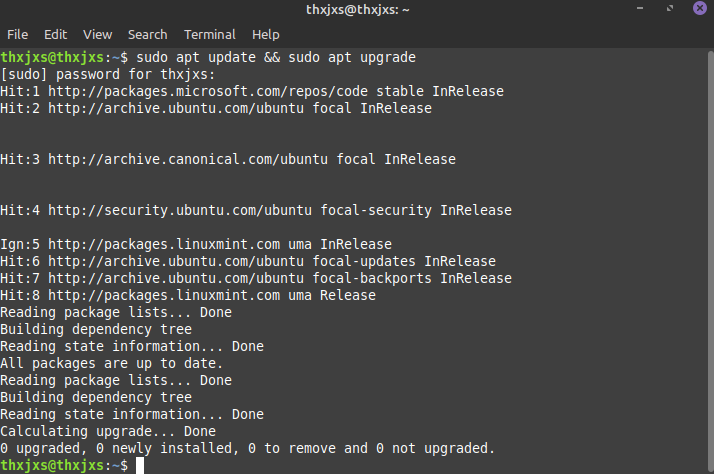 thxjxs@thxjxs: ~
File Edit View Search Terminal Help
thxjxs@thxjxs:~$ sudo apt update && sudo apt upgrade
[sudo] password for thxjxs:
Hit:1 http://packages.microsoft.com/repos/code stable InRelease
Hit:2 http://archive.ubuntu.com/ubuntu focal InRelease
Hit:3 http://archive.canonical.com/ubuntu focal InRelease
Hit:4 http://security.ubuntu.com/ubuntu focal-security InRelease
Ign:5 http://packages.linuxmint.com uma InRelease
Hit:6 http://archive.ubuntu.com/ubuntu focal-updates InRelease
Hit:7 http://archive.ubuntu.com/ubuntu focal-backports InRelease
Hit:8 http://packages.linuxmint.com uma Release
Reading package lists... Done
Building dependency tree
Reading state information... Done
All packages are up to date.
Reading package lists... Done
Building dependency tree
Reading state information... Done
Calculating upgrade... Done
0 upgraded, 0 newly installed, 0 to remove and 0 not upgraded.
thxjxs@thxjxs:~$